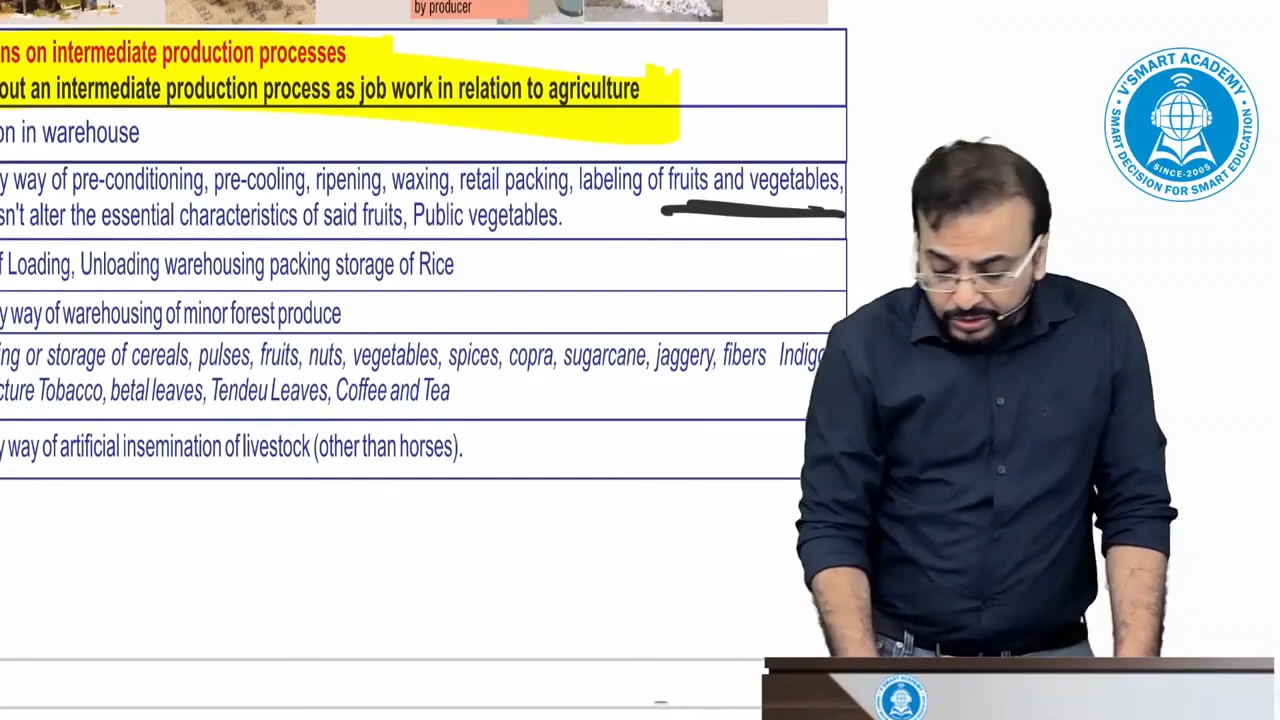 by producer
ns on intermediate production processes
out an intermediate production process as job work in relation to agriculture
on in warehouse
y way of pre-conditioning, pre-cooling, ripening, waxing, retail packing, labeling of fruits and vegetables,
sn't alter the essential characteristics of said fruits, Public vegetables.
f Loading, Unloading warehousing packing storage of Rice
y way of warehousing of minor forest produce
ing or storage of cereals, pulses, fruits, nuts, vegetables, spices, copra, sugarcane, jaggery, fibers Indigo
cture Tobacco, betal leaves, Tendeu Leaves, Coffee and Tea
y way of artificial insemination of livestock (other than horses).
V'SMART ACADEMY
SINCE-2005
SMART DECISION FOR SMART EDUCATION